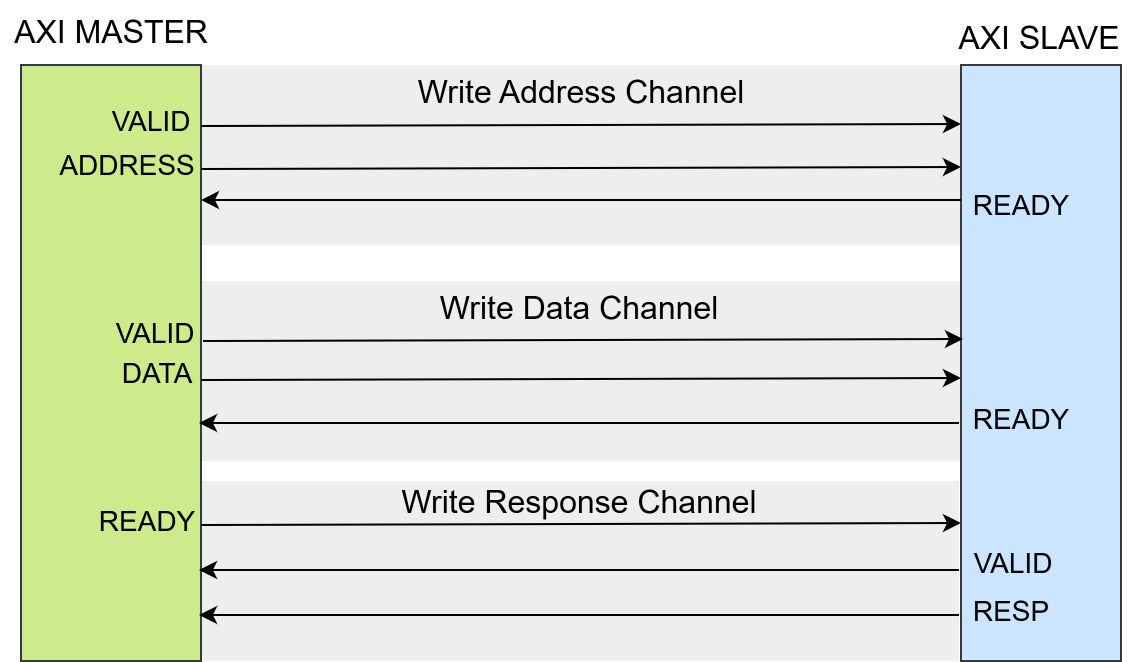 AXI MASTER
AXI SLAVE
Write Address Channel
VALID
ADDRESS
READY
Write Data Channel
VALID
DATA
READY
Write Response Channel
READY
VALID
RESP